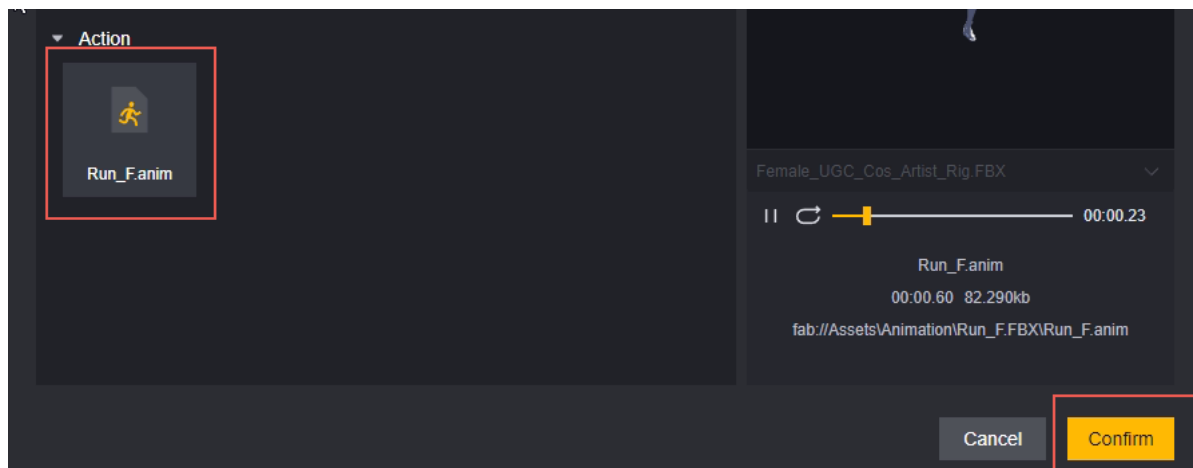 Action
Run_F.anim
Female_UGC_Cos_Artist_Rig.FBX
00:00.23
Run_F.anim
00:00.60 82.290kb
fab://Assets\Animation\Run_F.FBX\Run_F.anim
Cancel
Confirm